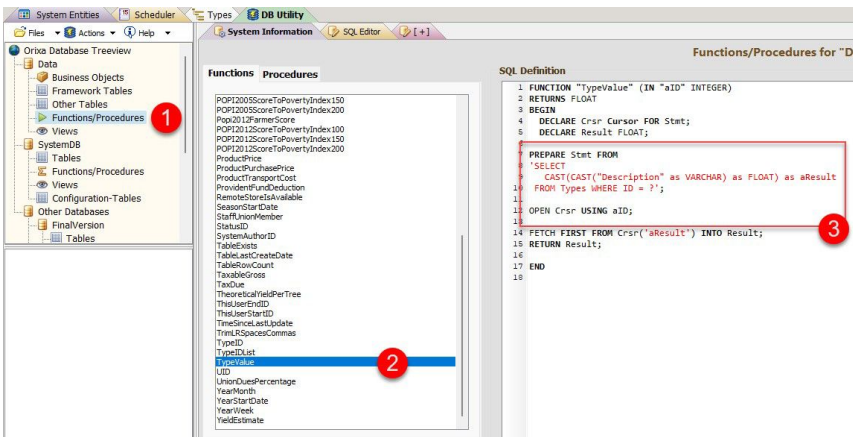 System Entities
Scheduler
Types
DB Utility
Files
Actions
Help
System Information
SQL Editor
[+]
Orixa Database Treeview
Data
Business Objects
Framework Tables
Other Tables
Functions/Procedures
Views
SystemDB
Tables
Functions/Procedures
Views
Configuration-Tables
Other Databases
FinalVersion
Tables
1
Functions/Procedures for "D
Functions
Procedures
POPI2005ScoreToPovertyIndex150
POPI2005ScoreToPovertyIndex200
Popi2012FarmerScore
POPI2012ScoreToPovertyIndex100
POPI2012ScoreToPovertyIndex150
POPI2012ScoreToPovertyIndex200
ProductPrice
ProductPurchasePrice
ProductTransportCost
ProvidentFundDeduction
RemoteStoreIsAvailable
SeasonStartDate
StaffUnionMember
StatusID
SystemAuthorID
TableExists
TableLastCreateDate
TableRowCount
TaxableGross
TaxDue
TheoreticalYieldPerTree
ThisUserEndID
ThisUserStartID
TimeSinceLastUpdate
TrimLRSpacesCommas
TypeID
TypeIDList
TypeValue
UID
UnionDuesPercentage
YearMonth
YearStartDate
YearWeek
YieldEstimate
2
SQL Definition
1 FUNCTION "TypeValue" (IN "aID" INTEGER)
2 RETURNS FLOAT
3 BEGIN
4 DECLARE Crsr Cursor FOR Stmt;
5 DECLARE Result FLOAT;
6
7 PREPARE Stmt FROM
8 'SELECT
9 CAST(CAST("Description" as VARCHAR) as FLOAT) as aResult
10 FROM Types WHERE ID = ?';
11
12 OPEN Crsr USING aID;
13
14 FETCH FIRST FROM Crsr('aResult') INTO Result;
15 RETURN Result;
16
17 END
18
3